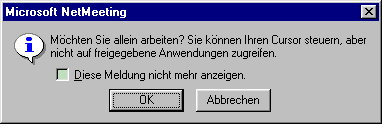 Microsoft NetMeeting
Möchten Sie allein arbeiten? Sie können Ihren Cursor steuern, aber
nicht auf freigegebene Anwendungen zugreifen.
Diese Meldung nicht mehr anzeigen.
OK
Abbrechen